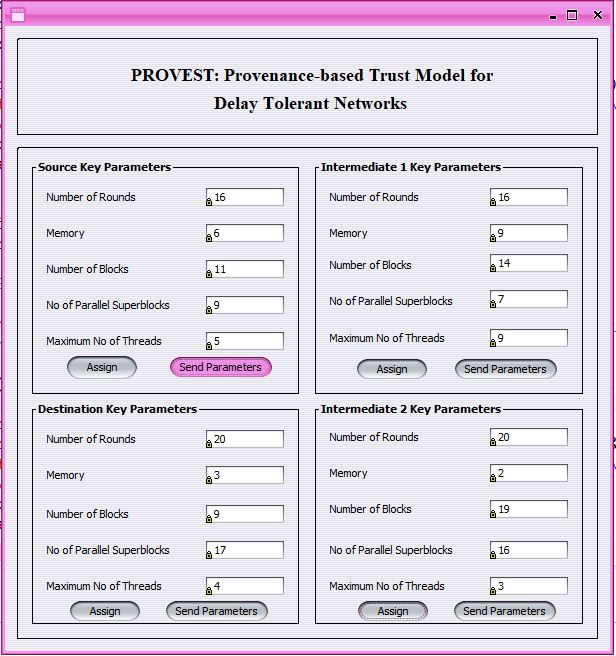 PROVEST: Provenance-based Trust Model for
Delay Tolerant Networks
Source Key Parameters
Number of Rounds 16
Memory 6
Number of Blocks 11
No of Parallel Superblocks 9
Maximum No of Threads 5
Assign Send Parameters
Intermediate 1 Key Parameters
Number of Rounds 16
Memory 9
Number of Blocks 14
No of Parallel Superblocks 7
Maximum No of Threads 9
Assign Send Parameters
Destination Key Parameters
Number of Rounds 20
Memory 3
Number of Blocks 9
No of Parallel Superblocks 17
Maximum No of Threads 4
Assign Send Parameters
Intermediate 2 Key Parameters
Number of Rounds 20
Memory 2
Number of Blocks 19
No of Parallel Superblocks 16
Maximum No of Threads 3
Assign Send Parameters